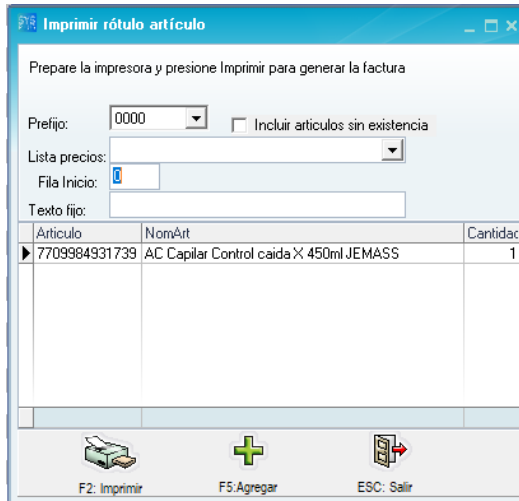 SYS Imprimir rótulo artículo
Prepare la impresora y presione Imprimir para generar la factura
Prefijo: 0000 Incluir articulos sin existencia
Lista precios:
Fila Inicio: 0
Texto fijo:
Articulo NomArt Cantidad
7709984931739 AC Capilar Control caida X 450ml JEMASS 1
F2: Imprimir F5:Agregar ESC: Salir